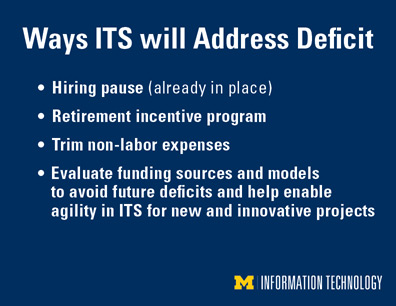 Ways ITS will Address Deficit
• Hiring pause (already in place)
• Retirement incentive program
• Trim non-labor expenses
• Evaluate funding sources and models
to avoid future deficits and help enable
agility in ITS for new and innovative projects
M | INFORMATION TECHNOLOGY